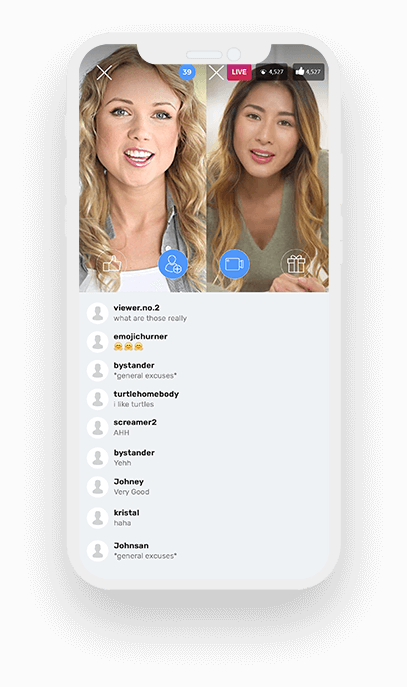 39
LIVE
4,527
4,527
viewer.no.2
what are those really
emojichurner
🤗🤗🤗
bystander
*general excuses*
turtlehomebody
i like turtles
screamer2
AHH
bystander
Yehh
Johney
Very Good
kristal
haha
Johnsan
*general excuses*